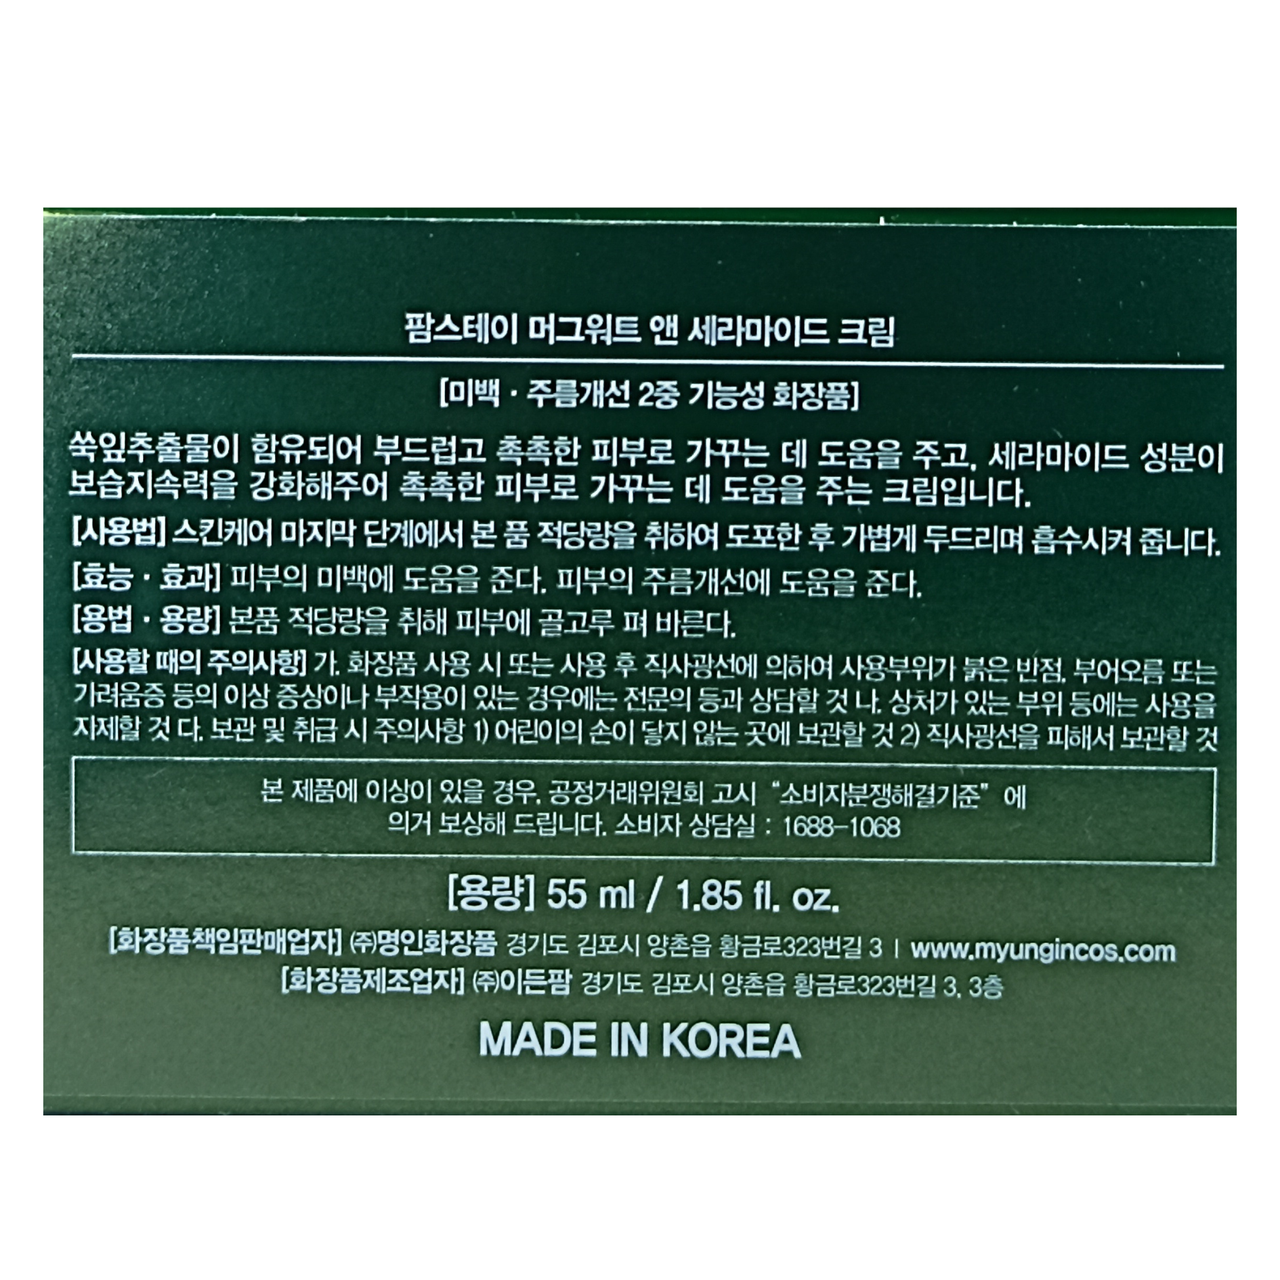 팜스테이 머그워트 앤 세라마이드 크림
[미백 · 주름개선 2중 기능성 화장품]
쑥잎추출물이 함유되어 부드럽고 촉촉한 피부로 가꾸는 데 도움을 주고, 세라마이드 성분이
보습지속력을 강화해주어 촉촉한 피부로 가꾸는 데 도움을 주는 크림입니다.
[사용법] 스킨케어 마지막 단계에서 본 품 적당량을 취하여 도포한 후 가볍게 두드리며 흡수시켜 줍니다.
[효능 · 효과] 피부의 미백에 도움을 준다. 피부의 주름개선에 도움을 준다.
[용법 · 용량] 본품 적당량을 취해 피부에 골고루 펴 바른다.
[사용할 때의 주의사항] 가. 화장품 사용 시 또는 사용 후 직사광선에 의하여 사용부위가 붉은 반점, 부어오름 또는
가려움증 등의 이상 증상이나 부작용이 있는 경우에는 전문의 등과 상담할 것 나. 상처가 있는 부위 등에는 사용을
자제할 것 다. 보관 및 취급 시 주의사항 1) 어린이의 손이 닿지 않는 곳에 보관할 것 2) 직사광선을 피해서 보관할 것
본 제품에 이상이 있을 경우, 공정거래위원회 고시 “소비자분쟁해결기준” 에
의거 보상해 드립니다. 소비자 상담실 : 1688-1068
[용량] 55 ml / 1.85 fl. oz.
[화장품책임판매업자] ㈜명인화장품 경기도 김포시 양촌읍 황금로323번길 3 | www.myungincos.com
[화장품제조업자] ㈜이든팜 경기도 김포시 양촌읍 황금로323번길 3, 3층
MADE IN KOREA